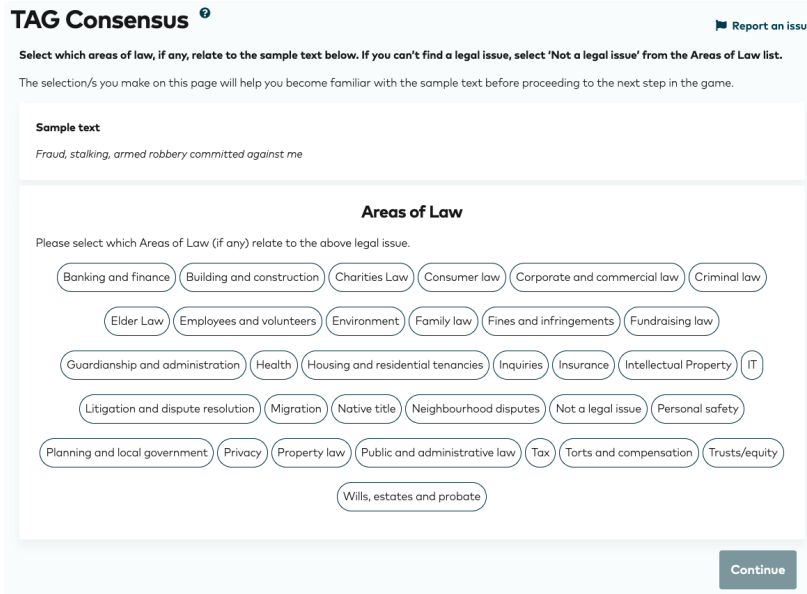 TAG Consensus ?
Report an issu
Select which areas of law, if any, relate to the sample text below. If you can't find a legal issue, select 'Not a legal issue' from the Areas of Law list.
The selection/s you make on this page will help you become familiar with the sample text before proceeding to the next step in the game.
Sample text
Fraud, stalking, armed robbery committed against me
Areas of Law
Please select which Areas of Law (if any) relate to the above legal issue.
Banking and finance Building and construction Charities Law Consumer law Corporate and commercial law Criminal law
Elder Law Employees and volunteers Environment Family law Fines and infringements Fundraising law
Guardianship and administration Health Housing and residential tenancies Inquiries Insurance Intellectual Property IT
Litigation and dispute resolution Migration Native title Neighbourhood disputes Not a legal issue Personal safety
Planning and local government Privacy Property law Public and administrative law Tax Torts and compensation Trusts/equity
Wills, estates and probate
Continue